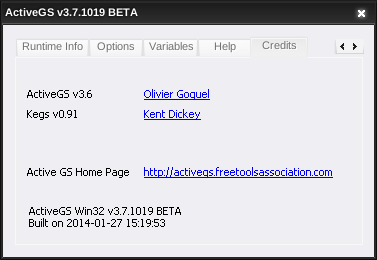 ActiveGS v3.7.1019 BETA
Runtime Info Options Variables Help Credits
ActiveGS v3.6 Olivier Goguel
Kegs v0.91 Kent Dickey
Active GS Home Page http://activegs.freetoolsassociation.com
ActiveGS Win32 v3.7.1019 BETA
Built on 2014-01-27 15:19:53